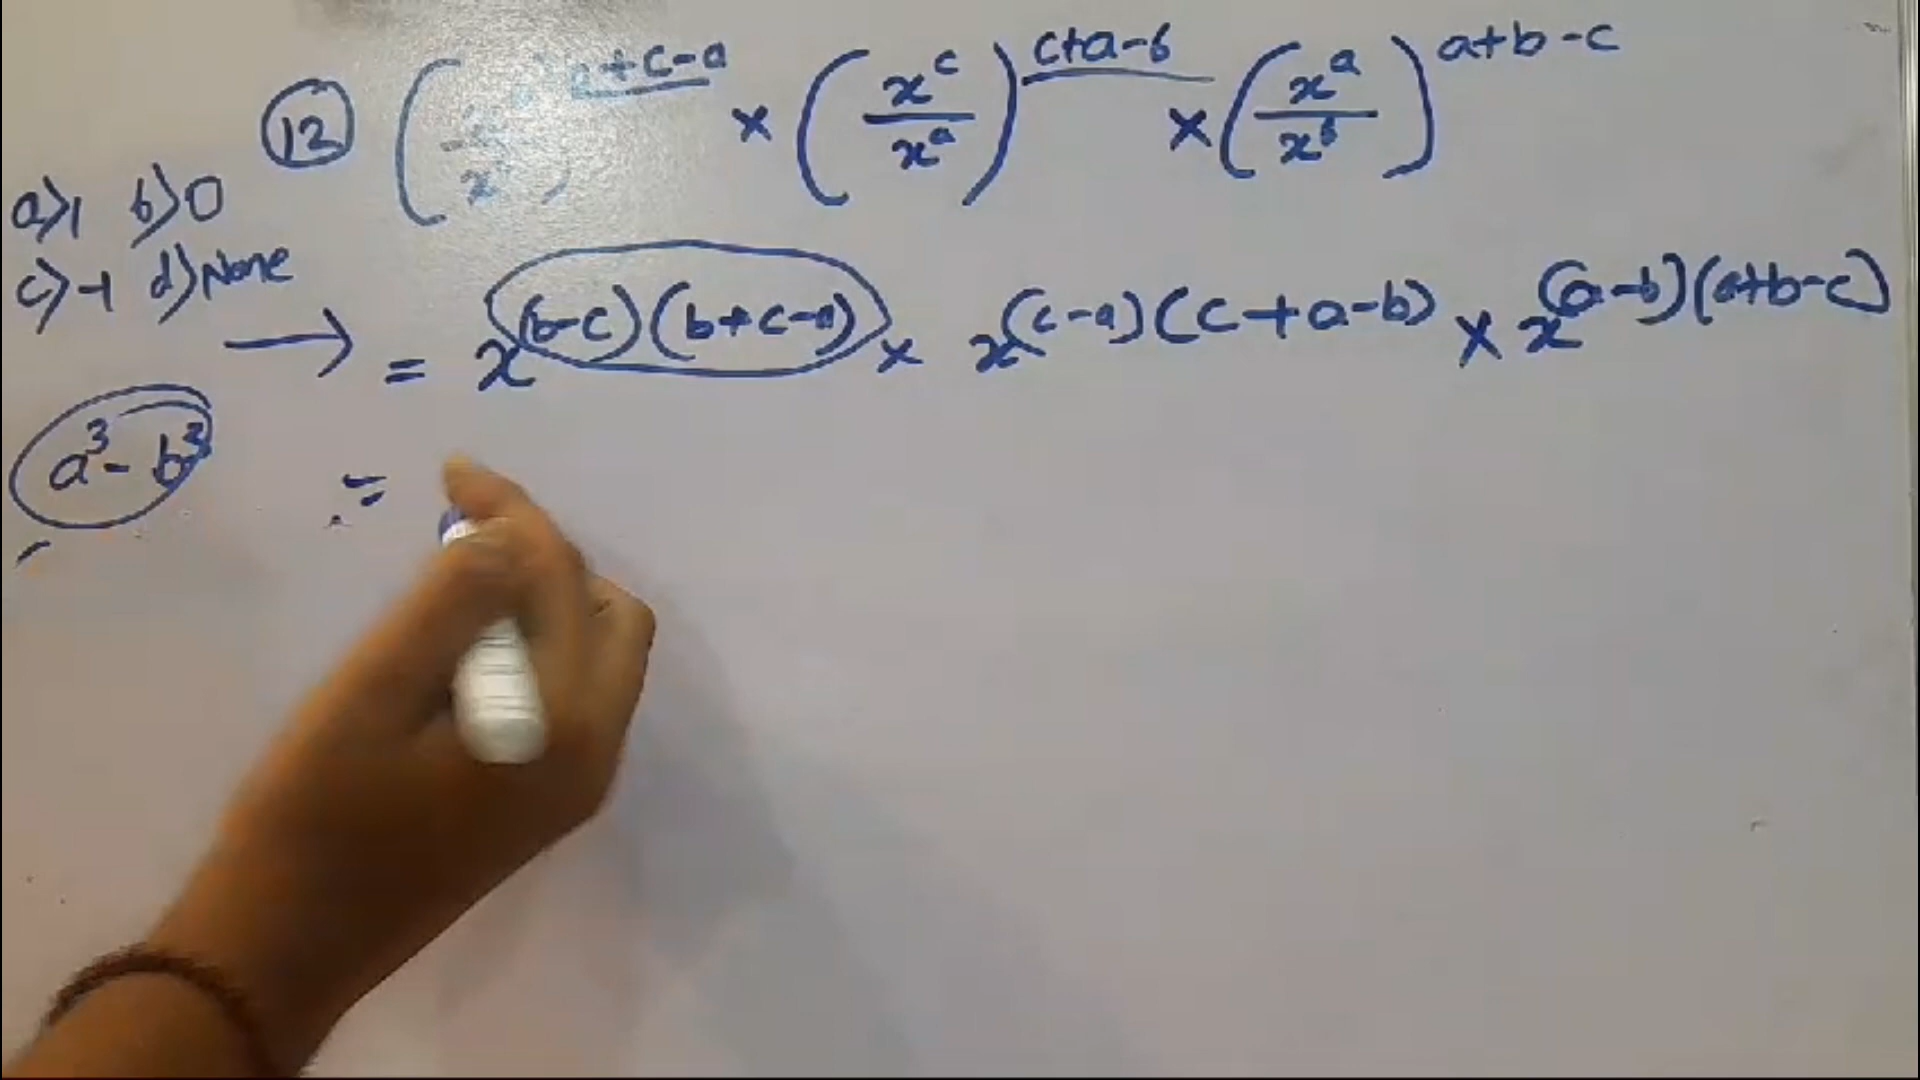 12 ( x )^(b+c-a) × (x^c/x^a)^(c+a-b) × (x^a/x^b)^(a+b-c)
a) 1 b) 0
c) -1 d) None
→ = x^(b-c)(b+c-a) × x^(c-a)(c+a-b) × x^(a-b)(a+b-c)
a³ - b³ =